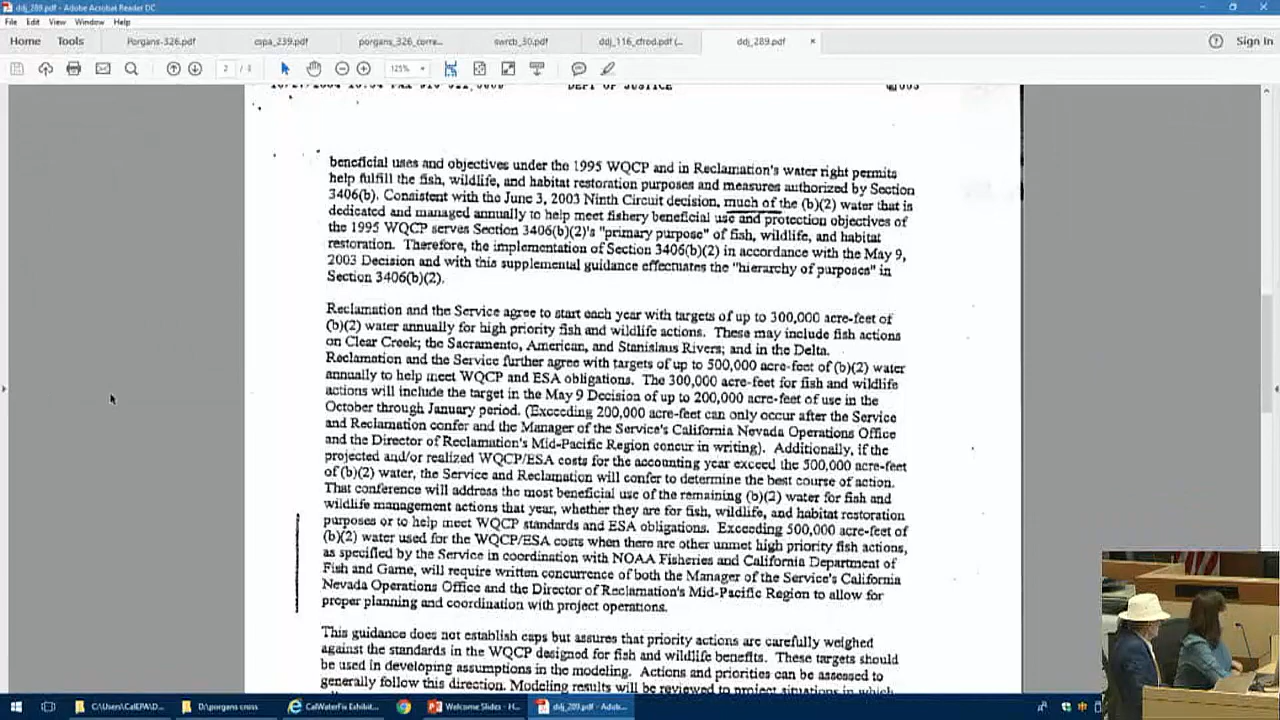 ddj_289.pdf - Adobe Acrobat Reader DC
File Edit View Window Help
Home Tools Porgans-326.pdf cspa_239.pdf porgans_326_corre... swrcb_30.pdf ddj_116_cfrod.pdf (... ddj_289.pdf × Sign In
2 / 125%
DEPT OF JUSTICE
beneficial uses and objectives under the 1995 WQCP and in Reclamation's water right permits
help fulfill the fish, wildlife, and habitat restoration purposes and measures authorized by Section
3406(b). Consistent with the June 3, 2003 Ninth Circuit decision, much of the (b)(2) water that is
dedicated and managed annually to help meet fishery beneficial use and protection objectives of
the 1995 WQCP serves Section 3406(b)(2)'s "primary purpose" of fish, wildlife, and habitat
restoration. Therefore, the implementation of Section 3406(b)(2) in accordance with the May 9,
2003 Decision and with this supplemental guidance effectuates the "hierarchy of purposes" in
Section 3406(b)(2).
Reclamation and the Service agree to start each year with targets of up to 300,000 acre-feet of
(b)(2) water annually for high priority fish and wildlife actions. These may include fish actions
on Clear Creek; the Sacramento, American, and Stanislaus Rivers; and in the Delta.
Reclamation and the Service further agree with targets of up to 500,000 acre-feet of (b)(2) water
annually to help meet WQCP and ESA obligations. The 300,000 acre-feet for fish and wildlife
actions will include the target in the May 9 Decision of up to 200,000 acre-feet of use in the
October through January period. (Exceeding 200,000 acre-feet can only occur after the Service
and Reclamation confer and the Manager of the Service's California Nevada Operations Office
and the Director of Reclamation's Mid-Pacific Region concur in writing). Additionally, if the
projected and/or realized WQCP/ESA costs for the accounting year exceed the 500,000 acre-feet
of (b)(2) water, the Service and Reclamation will confer to determine the best course of action.
That conference will address the most beneficial use of the remaining (b)(2) water for fish and
wildlife management actions that year, whether they are for fish, wildlife, and habitat restoration
purposes or to help meet WQCP standards and ESA obligations. Exceeding 500,000 acre-feet of
(b)(2) water used for the WQCP/ESA costs when there are other unmet high priority fish actions,
as specified by the Service in coordination with NOAA Fisheries and California Department of
Fish and Game, will require written concurrence of both the Manager of the Service's California
Nevada Operations Office and the Director of Reclamation's Mid-Pacific Region to allow for
proper planning and coordination with project operations.
This guidance does not establish caps but assures that priority actions are carefully weighed
against the standards in the WQCP designed for fish and wildlife benefits. These targets should
be used in developing assumptions in the modeling. Actions and priorities can be assessed to
generally follow this direction. Modeling results will be reviewed to project situations in which
C:\Users\CalEPA\D... D:\porgans cross CalWaterFix Exhibit... Welcome Slides - H... ddj_289.pdf - Adob...